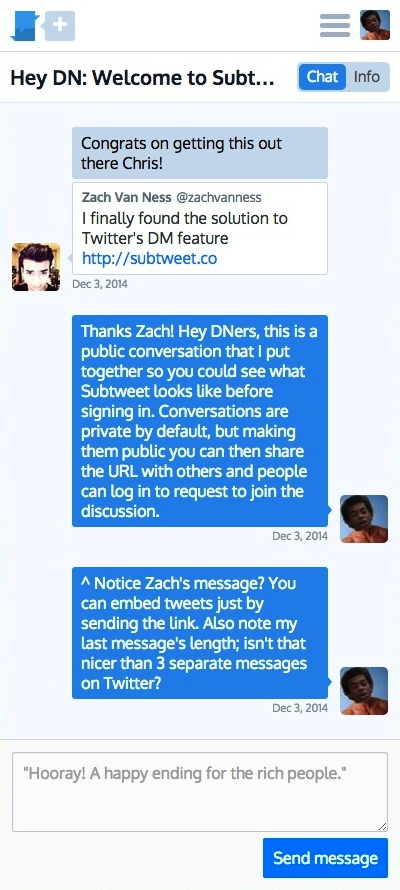 Hey DN: Welcome to Subt...
Chat
Info
Congrats on getting this out
there Chris!
Zach Van Ness @zachvanness
I finally found the solution to
Twitter's DM feature
http://subtweet.co
Dec 3, 2014
Thanks Zach! Hey DNers, this is a
public conversation that I put
together so you could see what
Subtweet looks like before
signing in. Conversations are
private by default, but making
them public you can then share
the URL with others and people
can log in to request to join the
discussion.
Dec 3, 2014
^ Notice Zach's message? You
can embed tweets just by
sending the link. Also note my
last message's length; isn't that
nicer than 3 separate messages
on Twitter?
Dec 3, 2014
"Hooray! A happy ending for the rich people."
Send message